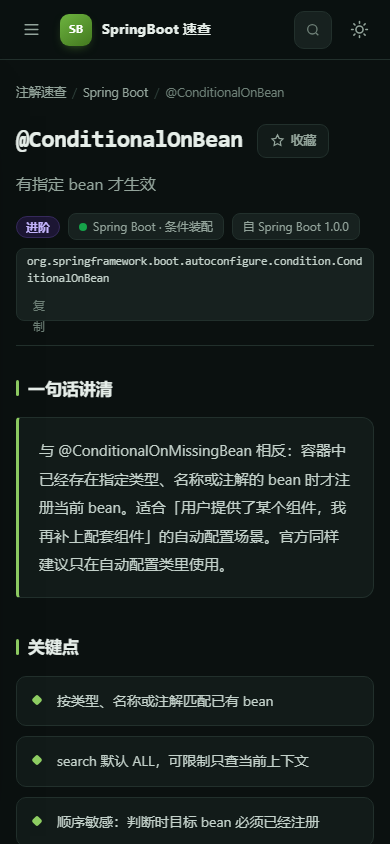 SB SpringBoot 速查
注解速查 / Spring Boot / @ConditionalOnBean
@ConditionalOnBean 收藏
有指定 bean 才生效
进阶 Spring Boot · 条件装配 自 Spring Boot 1.0.0
org.springframework.boot.autoconfigure.condition.Cond
itionalOnBean
复
制
一句话讲清
与 @ConditionalOnMissingBean 相反：容器中
已经存在指定类型、名称或注解的 bean 时才注
册当前 bean。适合「用户提供了某个组件，我
再补上配套组件」的自动配置场景。官方同样
建议只在自动配置类里使用。
关键点
按类型、名称或注解匹配已有 bean
search 默认 ALL，可限制只查当前上下文
顺序敏感：判断时目标 bean 必须已经注册